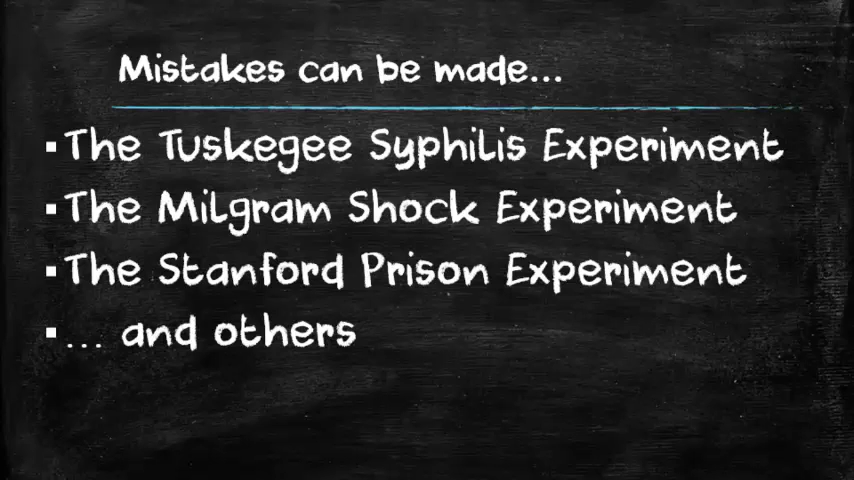 Mistakes can be made...
▪The Tuskegee Syphilis Experiment
▪The Milgram Shock Experiment
▪The Stanford Prison Experiment
▪... and others